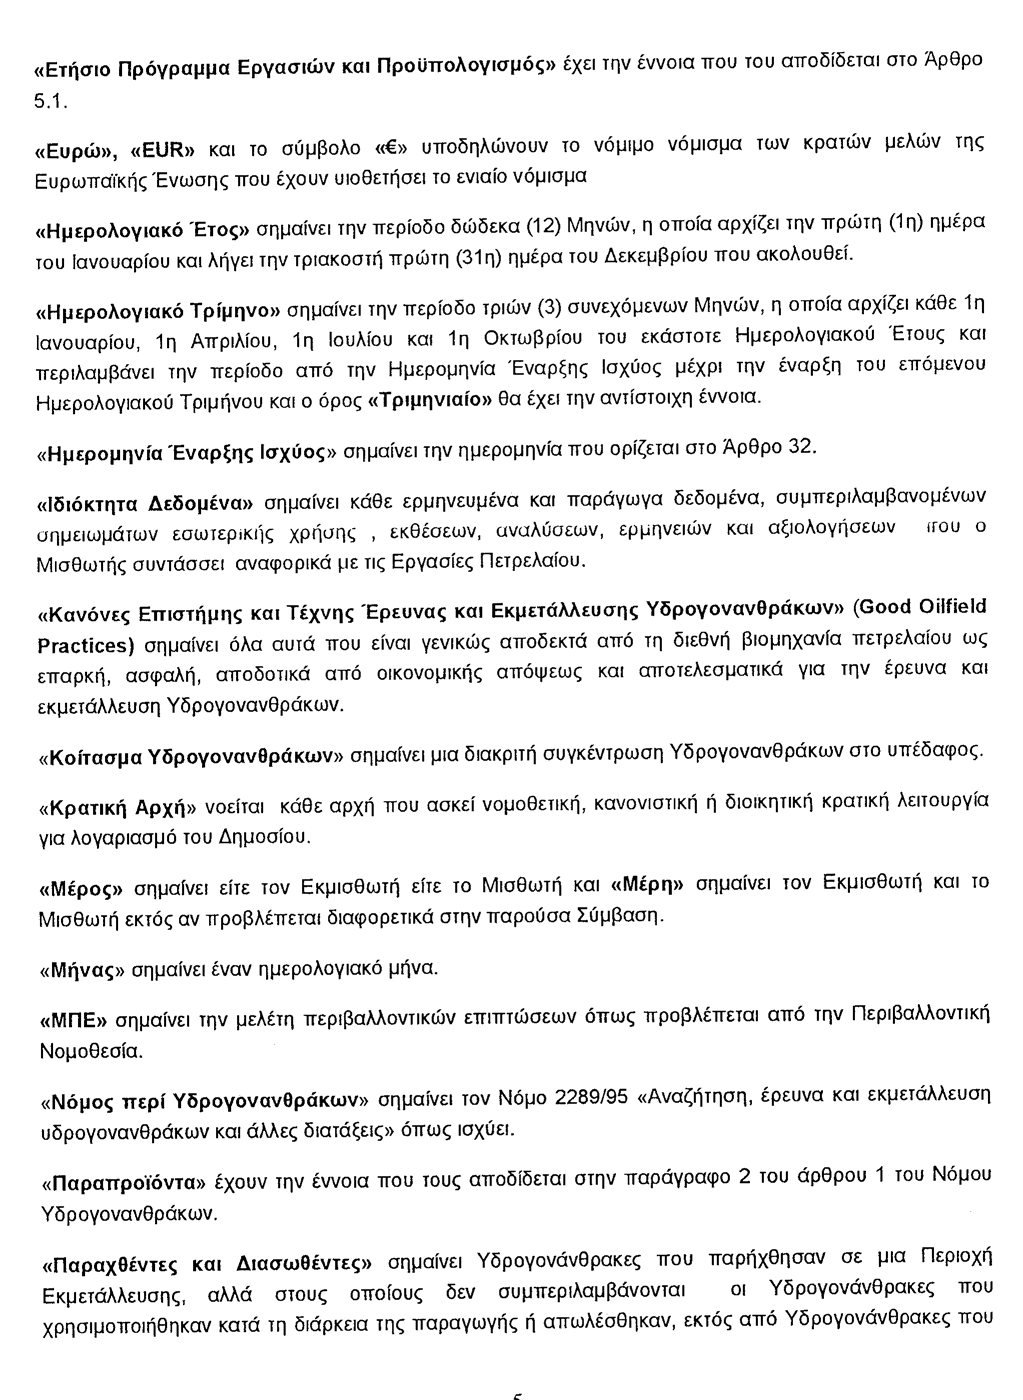 «Ετήσιο Πρόγραμμα Εργασιών και Προϋπολογισμός» έχει την έννοια που του αποδίδεται στο Άρθρο
5.1.
«Ευρώ», «EUR» και το σύμβολο «€» υποδηλώνουν το νόμιμο νόμισμα των κρατών μελών της
Ευρωπαϊκής Ένωσης που έχουν υιοθετήσει το ενιαίο νόμισμα
«Ημερολογιακό Έτος» σημαίνει την περίοδο δώδεκα (12) Μηνών, η οποία αρχίζει την πρώτη (1η) ημέρα
του Ιανουαρίου και λήγει την τριακοστή πρώτη (31η) ημέρα του Δεκεμβρίου που ακολουθεί.
«Ημερολογιακό Τρίμηνο» σημαίνει την περίοδο τριών (3) συνεχόμενων Μηνών, η οποία αρχίζει κάθε 1η
Ιανουαρίου, 1η Απριλίου, 1η Ιουλίου και 1η Οκτωβρίου του εκάστοτε Ημερολογιακού Έτους και
περιλαμβάνει την περίοδο από την Ημερομηνία Έναρξης Ισχύος μέχρι την έναρξη του επόμενου
Ημερολογιακού Τριμήνου και ο όρος «Τριμηνιαίο» θα έχει την αντίστοιχη έννοια.
«Ημερομηνία Έναρξης Ισχύος» σημαίνει την ημερομηνία που ορίζεται στο Άρθρο 32.
«Ιδιόκτητα Δεδομένα» σημαίνει κάθε ερμηνευμένα και παράγωγα δεδομένα, συμπεριλαμβανομένων
σημειωμάτων εσωτερικής χρήσης , εκθέσεων, αναλύσεων, ερμηνειών και αξιολογήσεων που ο
Μισθωτής συντάσσει αναφορικά με τις Εργασίες Πετρελαίου.
«Κανόνες Επιστήμης και Τέχνης Έρευνας και Εκμετάλλευσης Υδρογονανθράκων» (Good Oilfield
Practices) σημαίνει όλα αυτά που είναι γενικώς αποδεκτά από τη διεθνή βιομηχανία πετρελαίου ως
επαρκή, ασφαλή, αποδοτικά από οικονομικής απόψεως και αποτελεσματικά για την έρευνα και
εκμετάλλευση Υδρογονανθράκων.
«Κοίτασμα Υδρογονανθράκων» σημαίνει μια διακριτή συγκέντρωση Υδρογονανθράκων στο υπέδαφος.
«Κρατική Αρχή» νοείται κάθε αρχή που ασκεί νομοθετική, κανονιστική ή διοικητική κρατική λειτουργία
για λογαριασμό του Δημοσίου.
«Μέρος» σημαίνει είτε τον Εκμισθωτή είτε το Μισθωτή και «Μέρη» σημαίνει τον Εκμισθωτή και το
Μισθωτή εκτός αν προβλέπεται διαφορετικά στην παρούσα Σύμβαση.
«Μήνας» σημαίνει έναν ημερολογιακό μήνα.
«ΜΠΕ» σημαίνει την μελέτη περιβαλλοντικών επιπτώσεων όπως προβλέπεται από την Περιβαλλοντική
Νομοθεσία.
«Νόμος περί Υδρογονανθράκων» σημαίνει τον Νόμο 2289/95 «Αναζήτηση, έρευνα και εκμετάλλευση
υδρογονανθράκων και άλλες διατάξεις» όπως ισχύει.
«Παραπροϊόντα» έχουν την έννοια που τους αποδίδεται στην παράγραφο 2 του άρθρου 1 του Νόμου
Υδρογονανθράκων.
«Παραχθέντες και Διασωθέντες» σημαίνει Υδρογονάνθρακες που παρήχθησαν σε μια Περιοχή
Εκμετάλλευσης, αλλά στους οποίους δεν συμπεριλαμβάνονται οι Υδρογονάνθρακες που
χρησιμοποιήθηκαν κατά τη διάρκεια της παραγωγής ή απωλέσθηκαν, εκτός από Υδρογονάνθρακες που